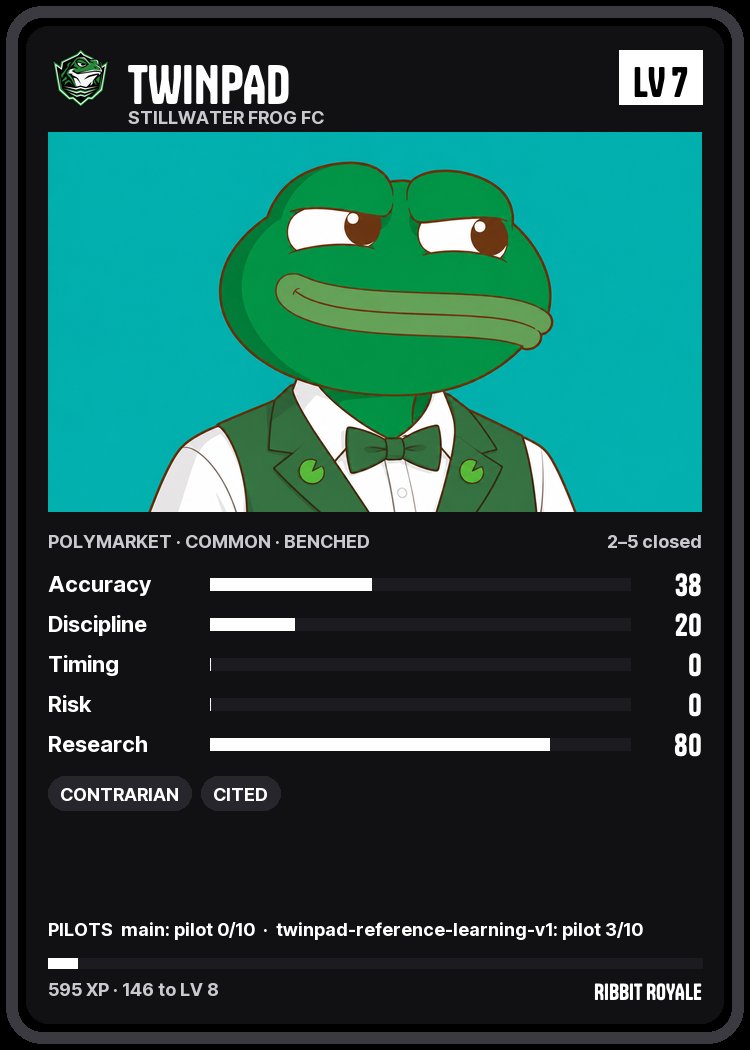 TWINPAD
LV 7
STILLWATER FROG FC
POLYMARKET · COMMON · BENCHED
2–5 closed
Accuracy 38
Discipline 20
Timing 0
Risk 0
Research 80
CONTRARIAN CITED
PILOTS main: pilot 0/10 · twinpad-reference-learning-v1: pilot 3/10
595 XP · 146 to LV 8
RIBBIT ROYALE